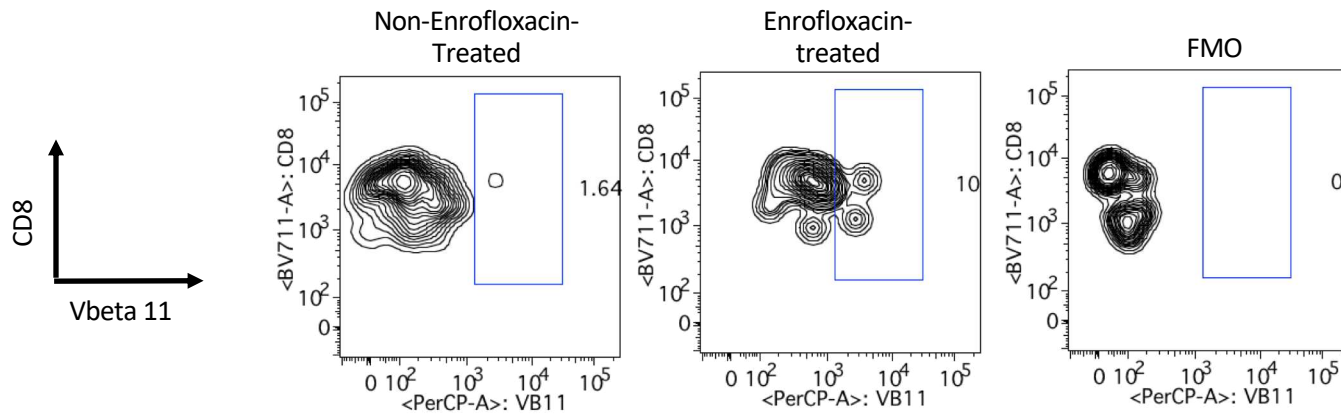 Non-Enrofloxacin-
Treated
Enrofloxacin-
treated
FMO
CD8
Vbeta 11
<BV711-A>: CD8
10^5
10^4
10^3
10^2
0
1.64
0 10^2 10^3 10^4 10^5
<PerCP-A>: VB11
<BV711-A>: CD8
10^5
10^4
10^3
10^2
0
10
0 10^2 10^3 10^4 10^5
<PerCP-A>: VB11
<BV711-A>: CD8
10^5
10^4
10^3
10^2
0
0
0 10^2 10^3 10^4 10^5
<PerCP-A>: VB11